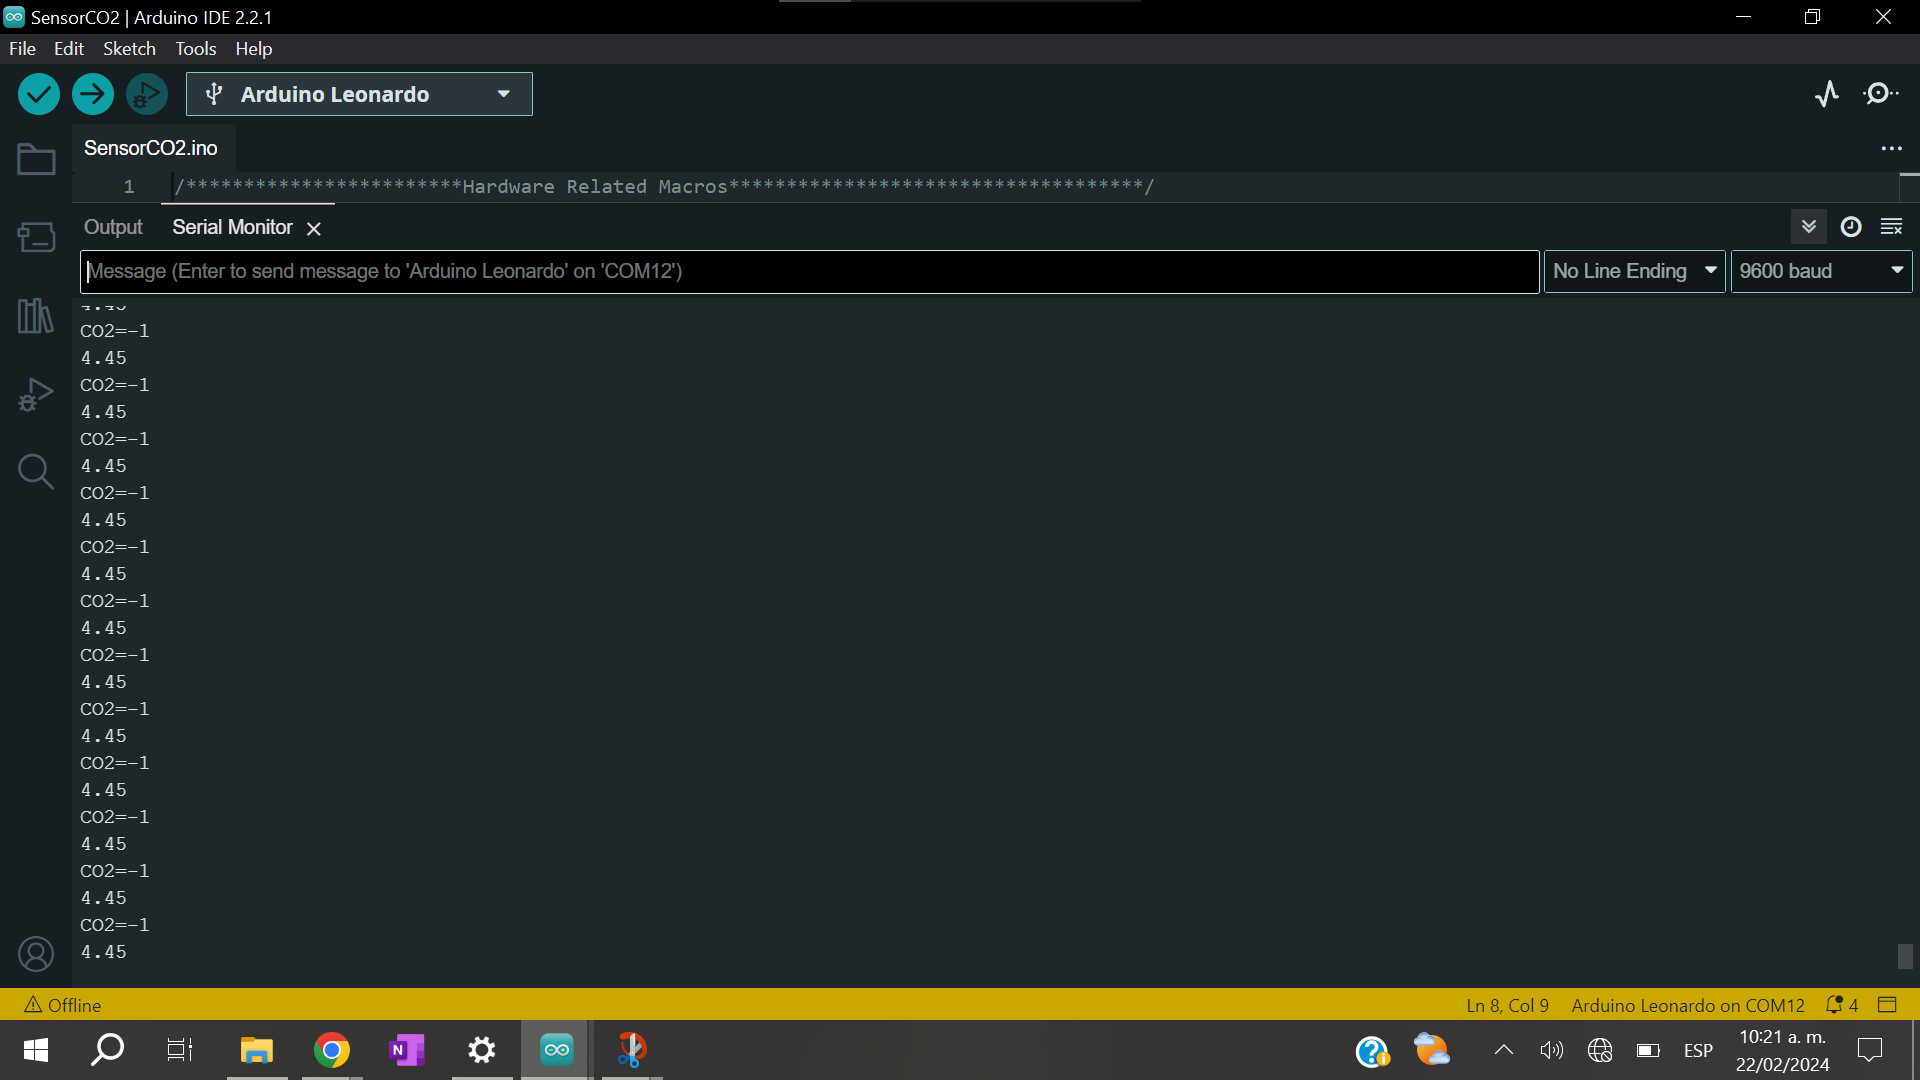 SensorCO2 | Arduino IDE 2.2.1
File Edit Sketch Tools Help
Arduino Leonardo
SensorCO2.ino
1 /************************Hardware Related Macros************************************/
Output Serial Monitor
Message (Enter to send message to 'Arduino Leonardo' on 'COM12') No Line Ending 9600 baud
4.45
CO2=-1
4.45
CO2=-1
4.45
CO2=-1
4.45
CO2=-1
4.45
CO2=-1
4.45
CO2=-1
4.45
CO2=-1
4.45
CO2=-1
4.45
CO2=-1
4.45
CO2=-1
4.45
CO2=-1
4.45
CO2=-1
4.45
Offline Ln 8, Col 9 Arduino Leonardo on COM12 4
N ESP 10:21 a. m.
22/02/2024